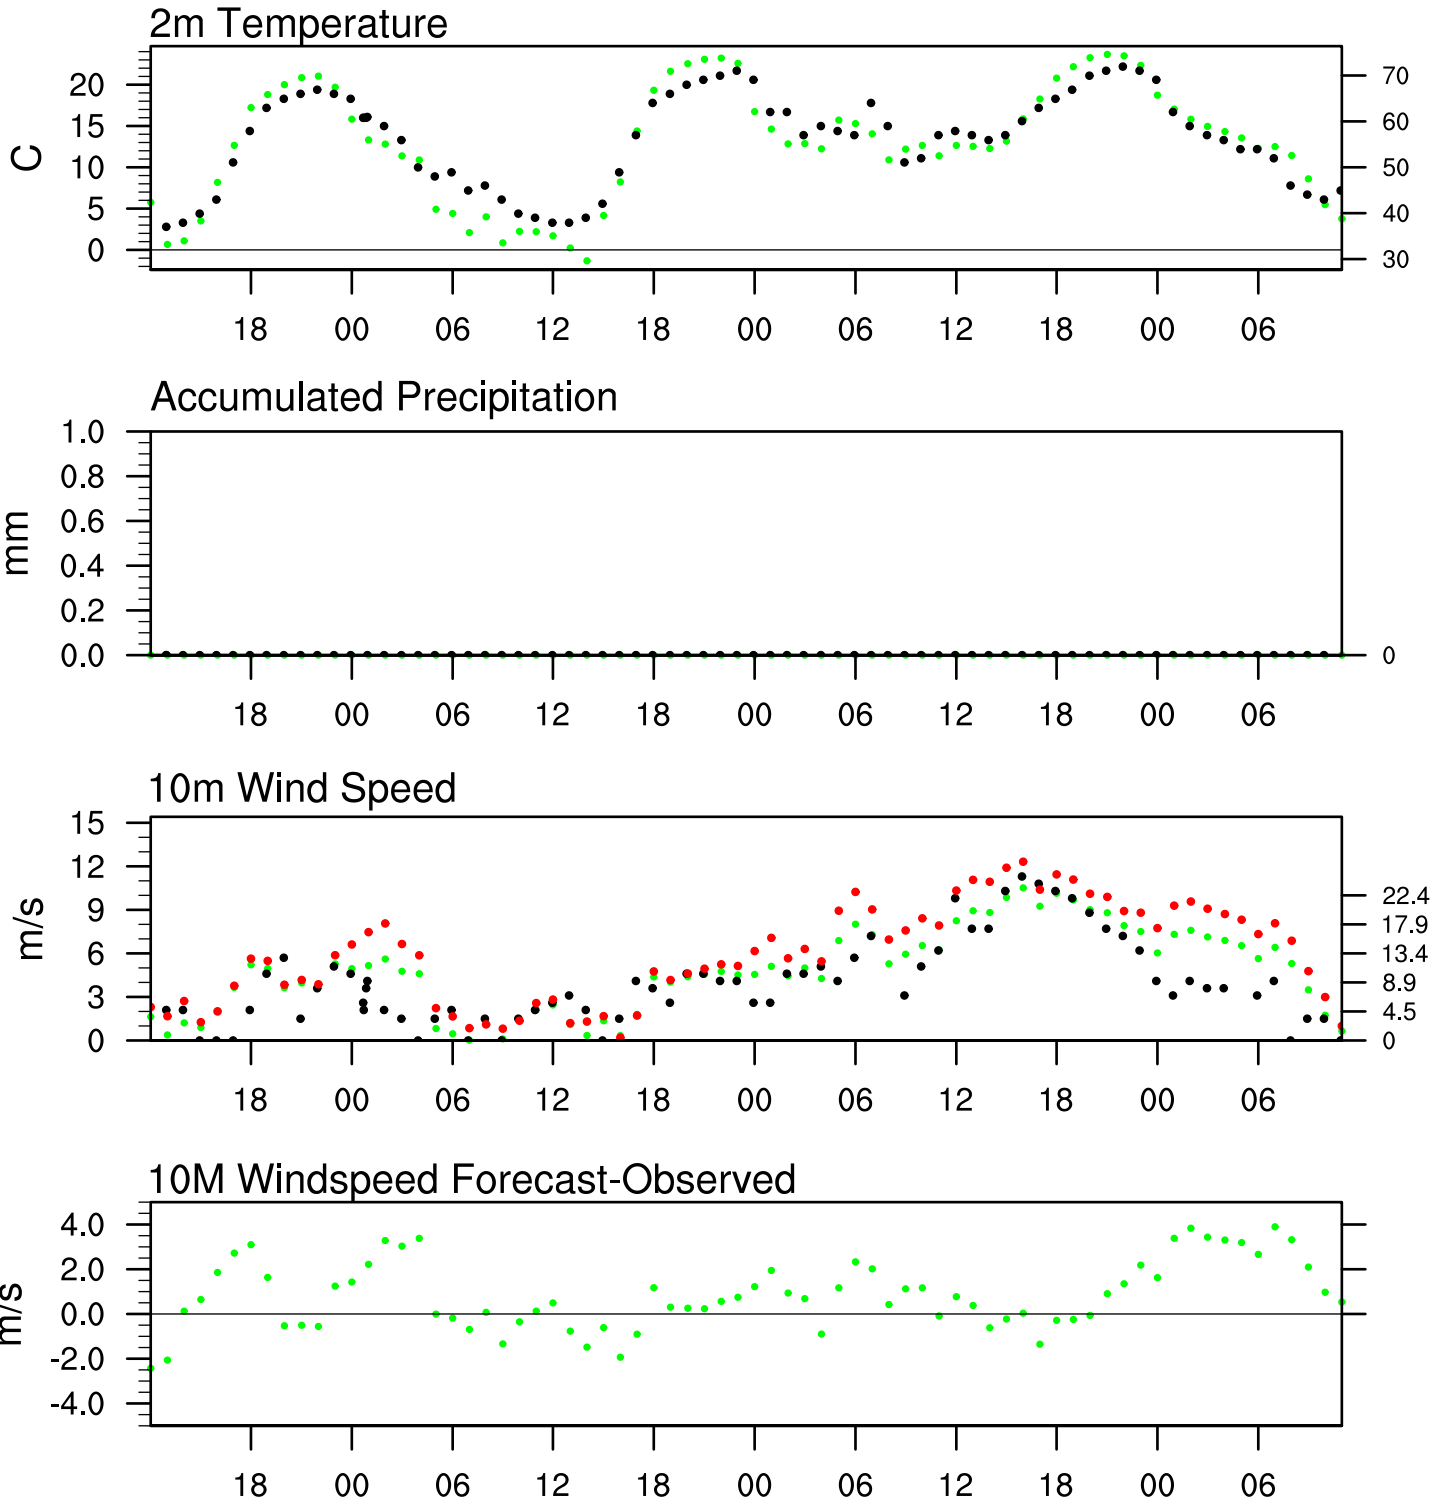 2m Temperature
20
15
10
5
0
C
70
60
50
40
30
18 00 06 12 18 00 06 12 18 00 06
Accumulated Precipitation
1.0
0.8
0.6
0.4
0.2
0.0
mm
0
18 00 06 12 18 00 06 12 18 00 06
10m Wind Speed
15
12
9
6
3
0
m/s
22.4
17.9
13.4
8.9
4.5
0
18 00 06 12 18 00 06 12 18 00 06
10M Windspeed Forecast-Observed
4.0
2.0
0.0
-2.0
-4.0
m/s
18 00 06 12 18 00 06 12 18 00 06